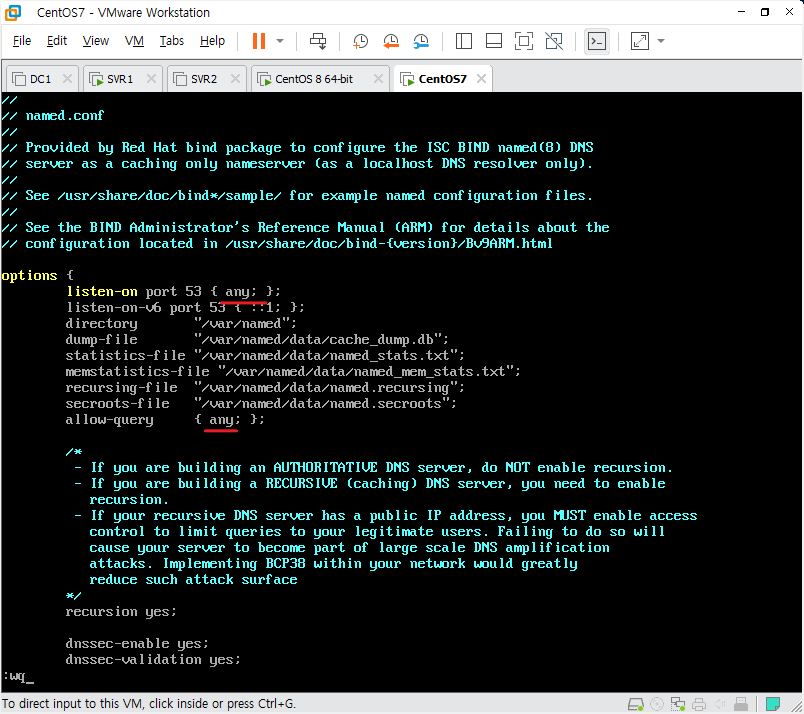 CentOS7 - VMware Workstation
File Edit View VM Tabs Help
DC1 SVR1 SVR2 CentOS 8 64-bit CentOS7
//
// named.conf
//
// Provided by Red Hat bind package to configure the ISC BIND named(8) DNS
// server as a caching only nameserver (as a localhost DNS resolver only).
//
// See /usr/share/doc/bind*/sample/ for example named configuration files.
//
// See the BIND Administrator's Reference Manual (ARM) for details about the
// configuration located in /usr/share/doc/bind-{version}/Bv9ARM.html
options {
listen-on port 53 { any; };
listen-on-v6 port 53 { ::1; };
directory "/var/named";
dump-file "/var/named/data/cache_dump.db";
statistics-file "/var/named/data/named_stats.txt";
memstatistics-file "/var/named/data/named_mem_stats.txt";
recursing-file "/var/named/data/named.recursing";
secroots-file "/var/named/data/named.secroots";
allow-query { any; };
/*
- If you are building an AUTHORITATIVE DNS server, do NOT enable recursion.
- If you are building a RECURSIVE (caching) DNS server, you need to enable
recursion.
- If your recursive DNS server has a public IP address, you MUST enable access
control to limit queries to your legitimate users. Failing to do so will
cause your server to become part of large scale DNS amplification
attacks. Implementing BCP38 within your network would greatly
reduce such attack surface
*/
recursion yes;
dnssec-enable yes;
dnssec-validation yes;
:wq_
To direct input to this VM, click inside or press Ctrl+G.